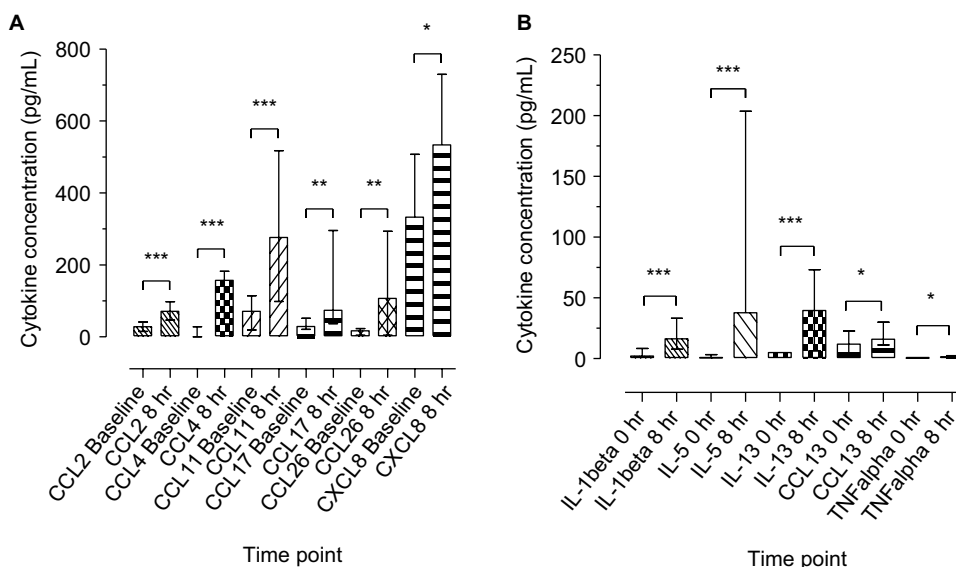 A
Cytokine concentration (pg/mL)
800
600
400
200
0
***
***
***
**
**
*
CCL2 Baseline
CCL2 8 hr
CCL4 Baseline
CCL4 8 hr
CCL11 Baseline
CCL11 8 hr
CCL17 Baseline
CCL17 8 hr
CCL26 Baseline
CCL26 8 hr
CXCL8 Baseline
CXCL8 8 hr
Time point
B
Cytokine concentration (pg/mL)
250
200
150
100
50
0
***
***
***
*
*
IL-1beta 0 hr
IL-1beta 8 hr
IL-5 0 hr
IL-5 8 hr
IL-13 0 hr
IL-13 8 hr
CCL13 0 hr
CCL13 8 hr
TNFalpha 0 hr
TNFalpha 8 hr
Time point